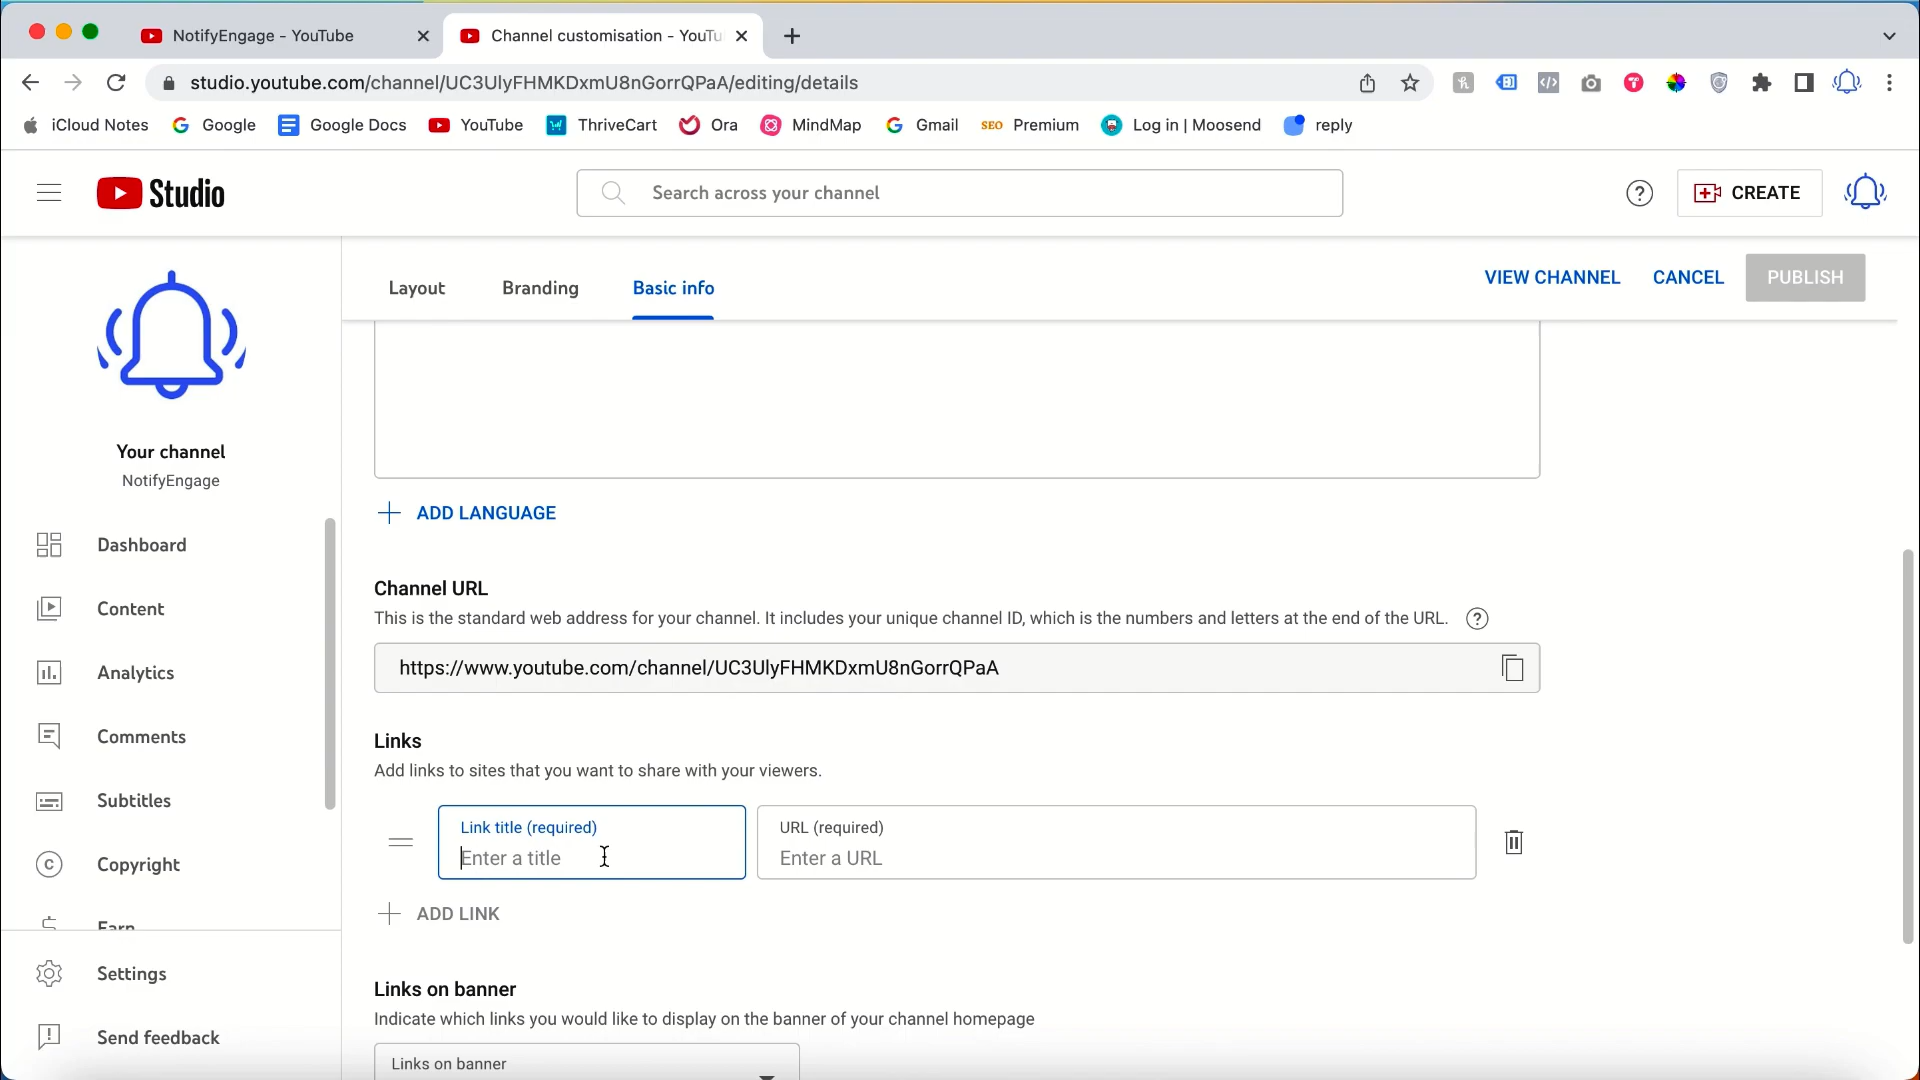 NotifyEngage - YouTube
Channel customisation - YouTu
studio.youtube.com/channel/UC3UlyFHMKDxmU8nGorrQPaA/editing/details
iCloud Notes
Google
Google Docs
YouTube
ThriveCart
Ora
MindMap
Gmail
SEO Premium
Log in | Moosend
reply
Studio
Search across your channel
CREATE
Layout
Branding
Basic info
VIEW CHANNEL
CANCEL
PUBLISH
Your channel
NotifyEngage
Dashboard
Content
Analytics
Comments
Subtitles
Copyright
Earn
Settings
Send feedback
ADD LANGUAGE
Channel URL
This is the standard web address for your channel. It includes your unique channel ID, which is the numbers and letters at the end of the URL.
https://www.youtube.com/channel/UC3UlyFHMKDxmU8nGorrQPaA
Links
Add links to sites that you want to share with your viewers.
Link title (required)
Enter a title
URL (required)
Enter a URL
ADD LINK
Links on banner
Indicate which links you would like to display on the banner of your channel homepage
Links on banner